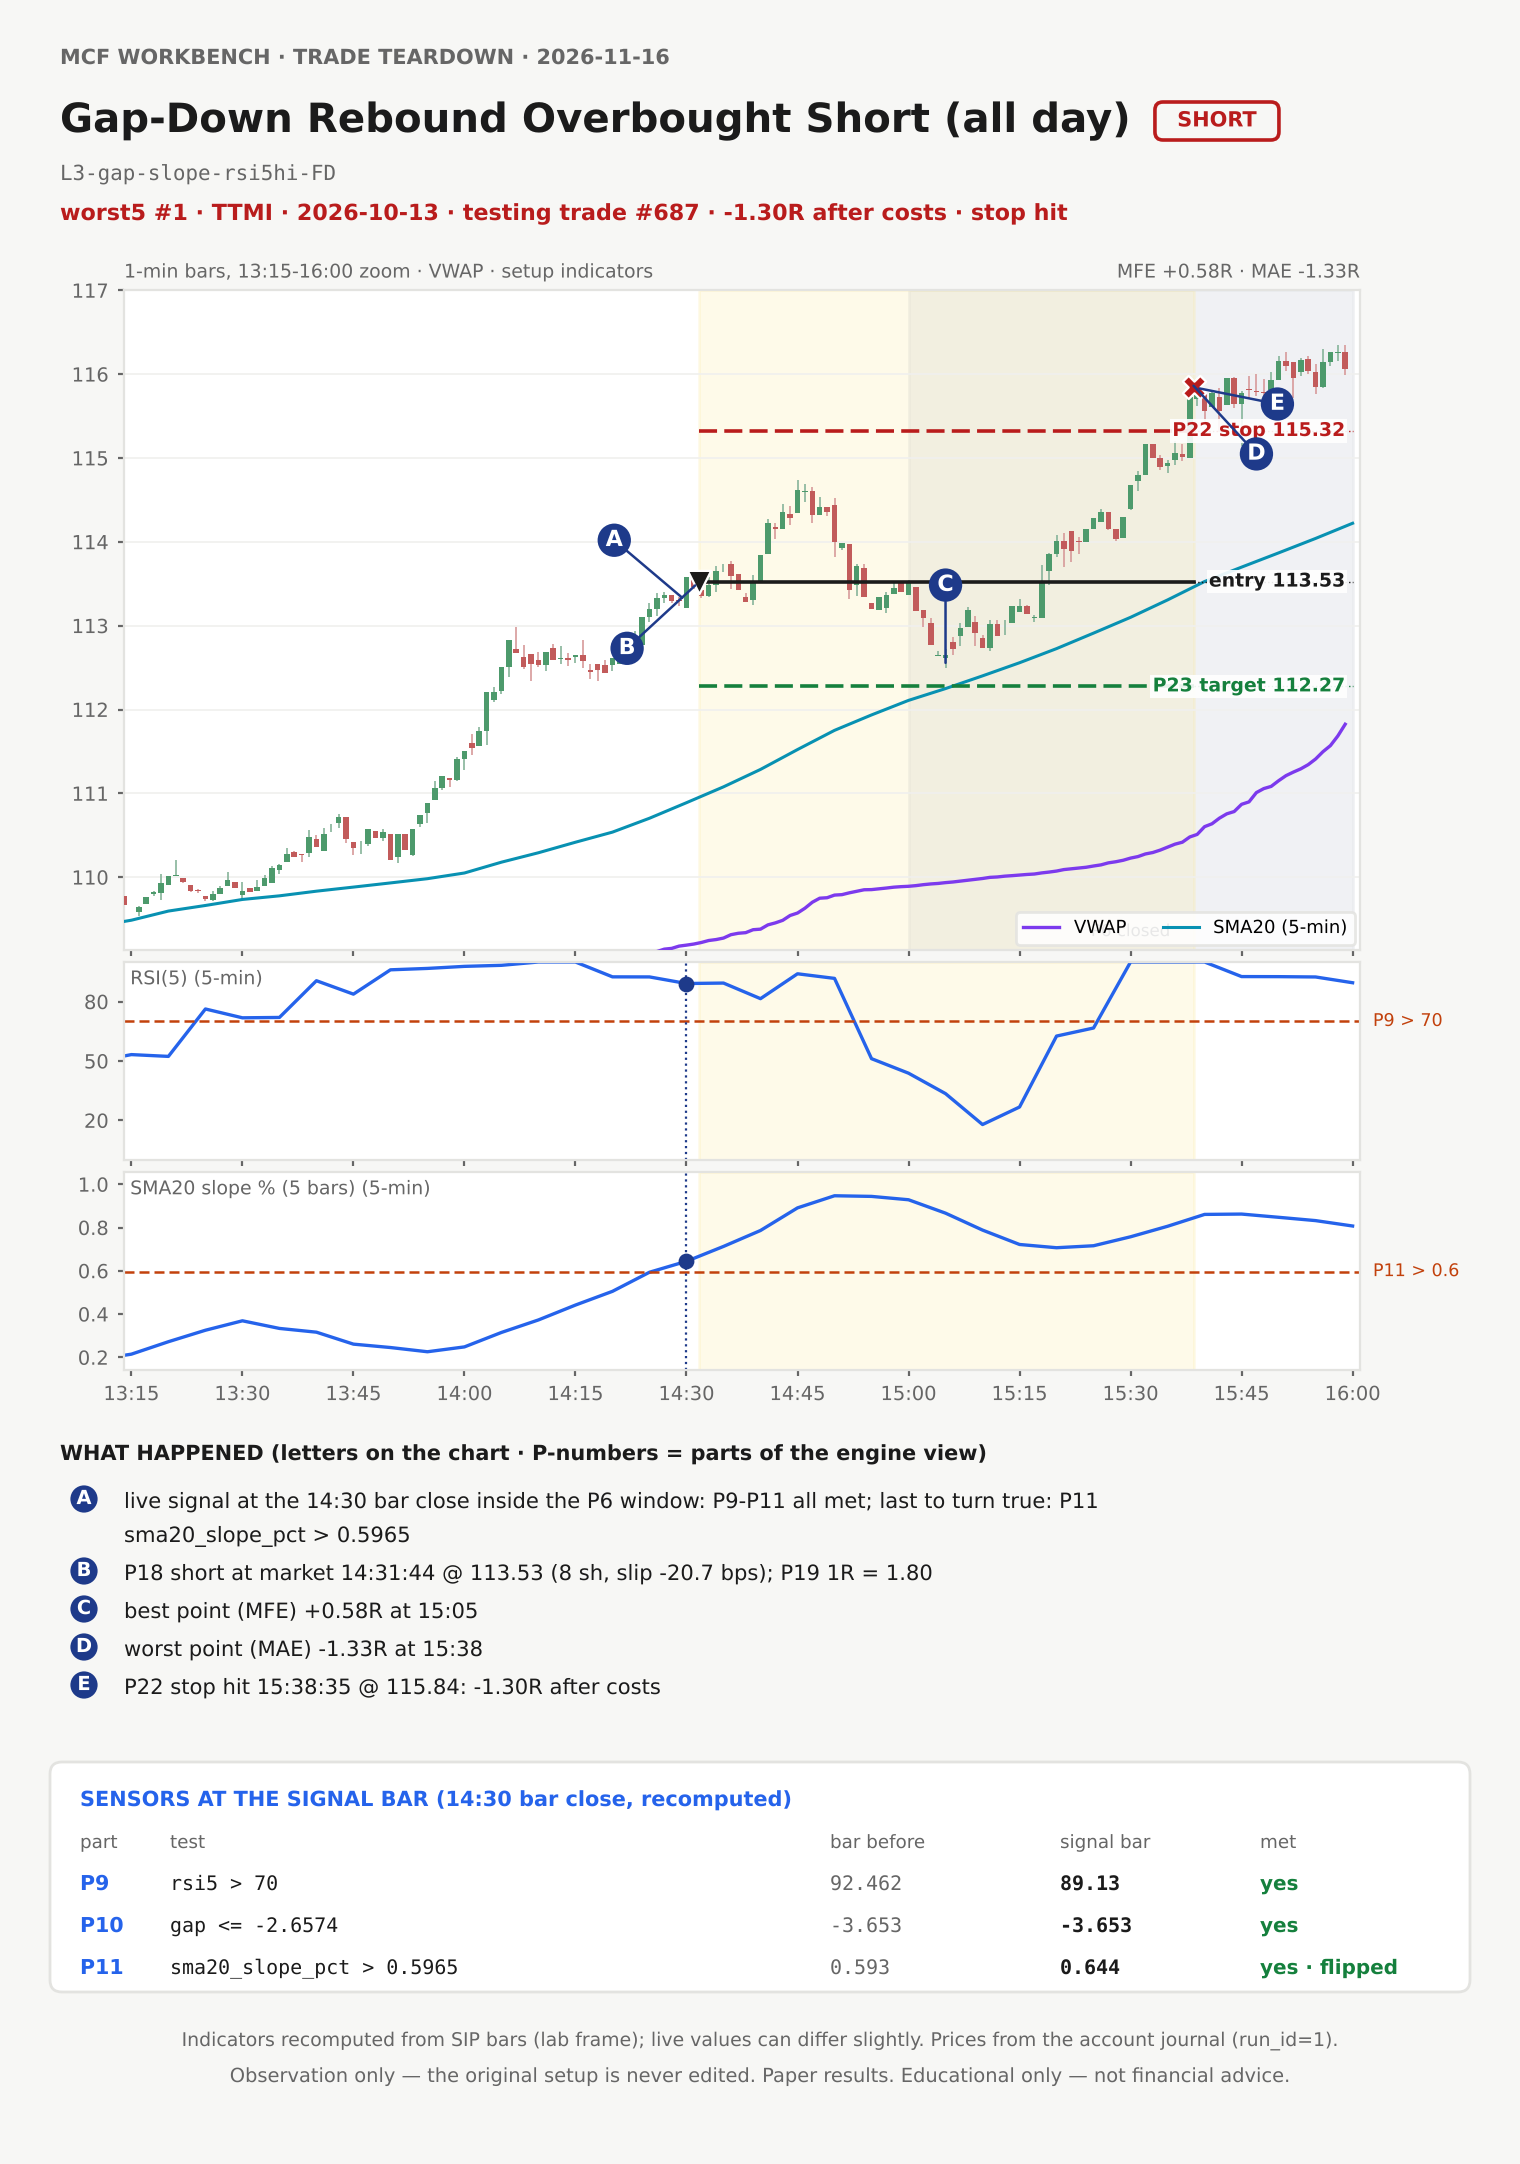 MCF WORKBENCH · TRADE TEARDOWN · 2026-11-16
Gap-Down Rebound Overbought Short (all day) SHORT
L3-gap-slope-rsi5hi-FD
worst5 #1 · TTMI · 2026-10-13 · testing trade #687 · -1.30R after costs · stop hit
1-min bars, 13:15-16:00 zoom · VWAP · setup indicators MFE +0.58R · MAE -1.33R
117
116
E
P22 stop 115.32
D
115
A
114
C
entry 113.53
B
113
P23 target 112.27
112
111
110
VWAP closed SMA20 (5-min)
RSI(5) (5-min)
80
P9 > 70
50
20
SMA20 slope % (5 bars) (5-min)
1.0
0.8
0.6
P11 > 0.6
0.4
0.2
13:15 13:30 13:45 14:00 14:15 14:30 14:45 15:00 15:15 15:30 15:45 16:00
WHAT HAPPENED (letters on the chart · P-numbers = parts of the engine view)
A live signal at the 14:30 bar close inside the P6 window: P9-P11 all met; last to turn true: P11
sma20_slope_pct > 0.5965
B P18 short at market 14:31:44 @ 113.53 (8 sh, slip -20.7 bps); P19 1R = 1.80
C best point (MFE) +0.58R at 15:05
D worst point (MAE) -1.33R at 15:38
E P22 stop hit 15:38:35 @ 115.84: -1.30R after costs
SENSORS AT THE SIGNAL BAR (14:30 bar close, recomputed)
part test bar before signal bar met
P9 rsi5 > 70 92.462 89.13 yes
P10 gap <= -2.6574 -3.653 -3.653 yes
P11 sma20_slope_pct > 0.5965 0.593 0.644 yes · flipped
Indicators recomputed from SIP bars (lab frame); live values can differ slightly. Prices from the account journal (run_id=1).
Observation only — the original setup is never edited. Paper results. Educational only — not financial advice.